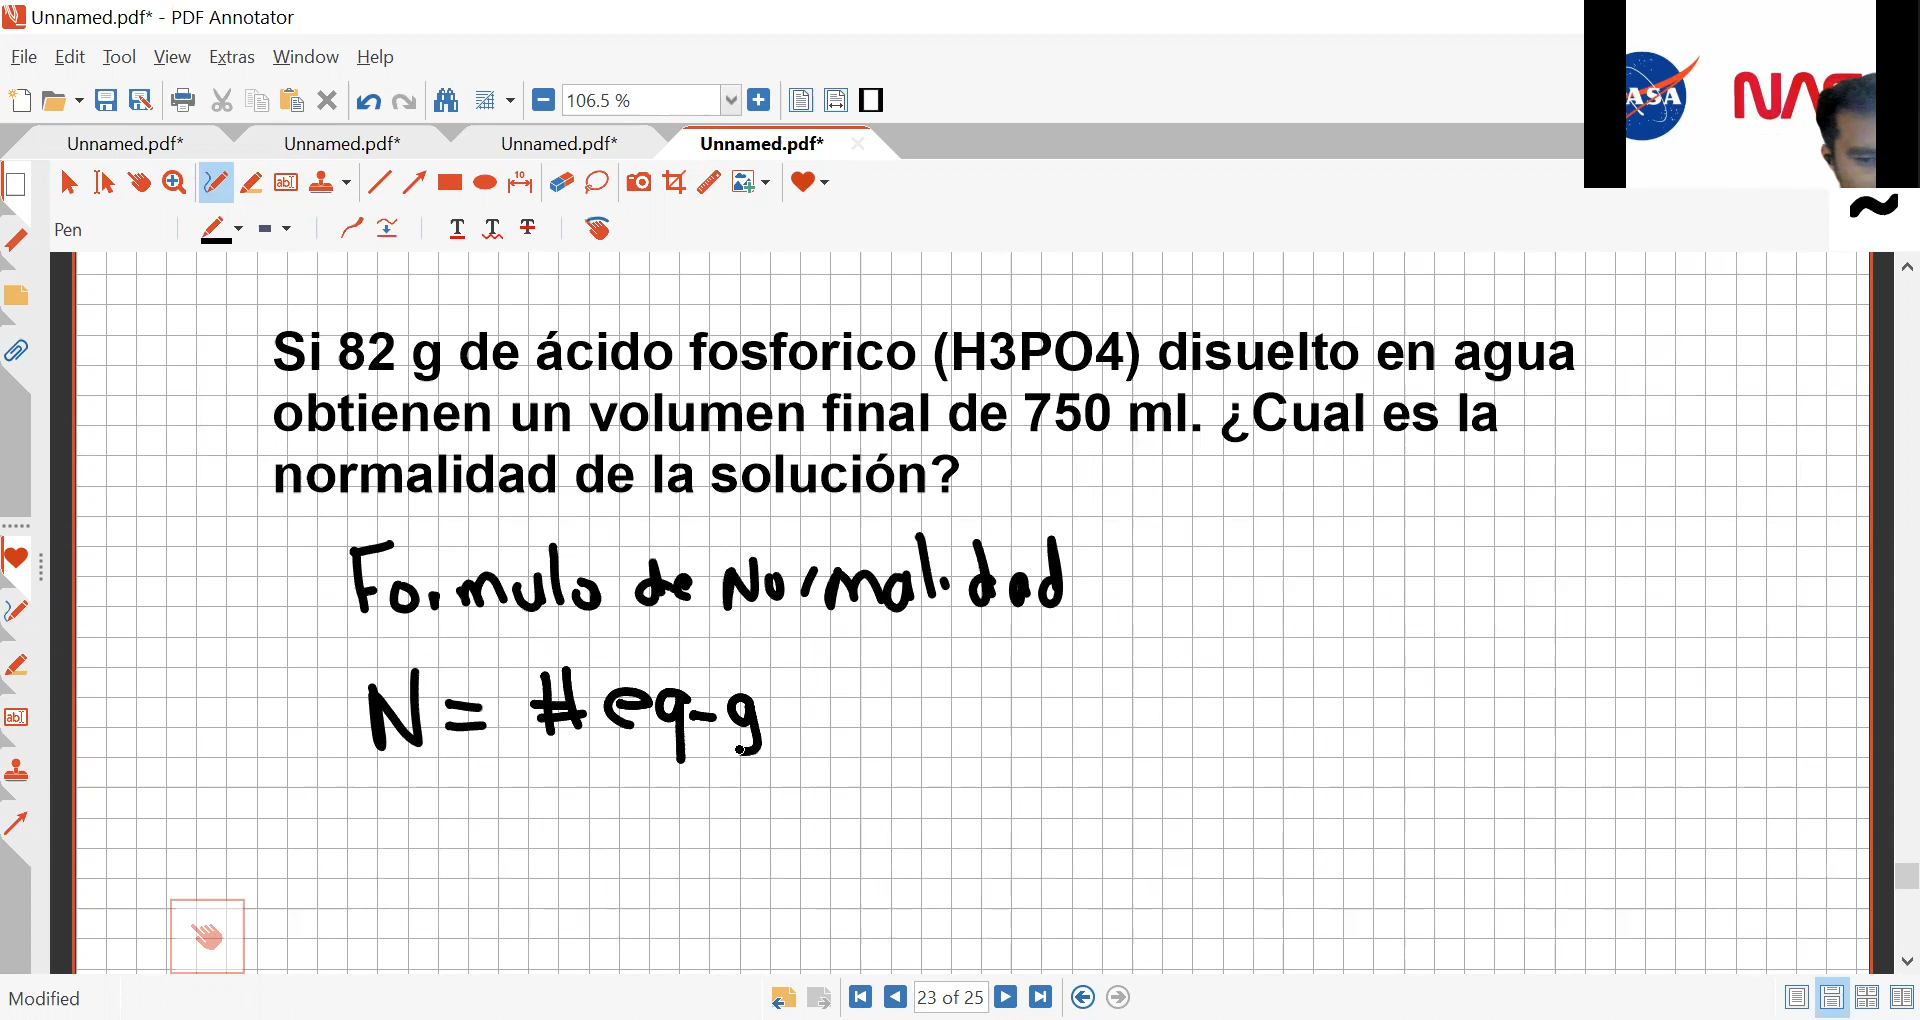 Unnamed.pdf* - PDF Annotator
File Edit Tool View Extras Window Help
106.5 %
Unnamed.pdf* Unnamed.pdf* Unnamed.pdf* Unnamed.pdf*
Pen
Si 82 g de ácido fosforico (H3PO4) disuelto en agua
obtienen un volumen final de 750 ml. ¿Cual es la
normalidad de la solución?
Formula de Normalidad
N = # eq-g
Modified
23 of 25